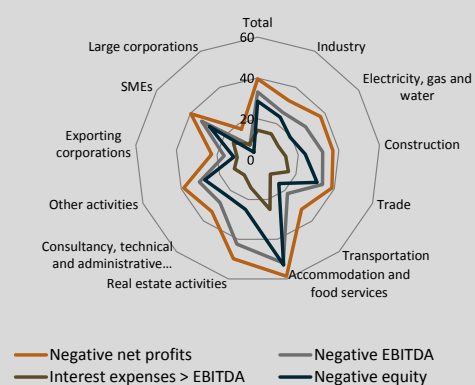 Total
60
Large corporations
Industry
40
SMEs
Electricity, gas and
water
20
Exporting
corporations
0
Construction
Other activities
Trade
Consultancy, technical
and administrative…
Transportation
Accommodation and
food services
Real estate activities
Negative net profits
Negative EBITDA
Interest expenses > EBITDA
Negative equity